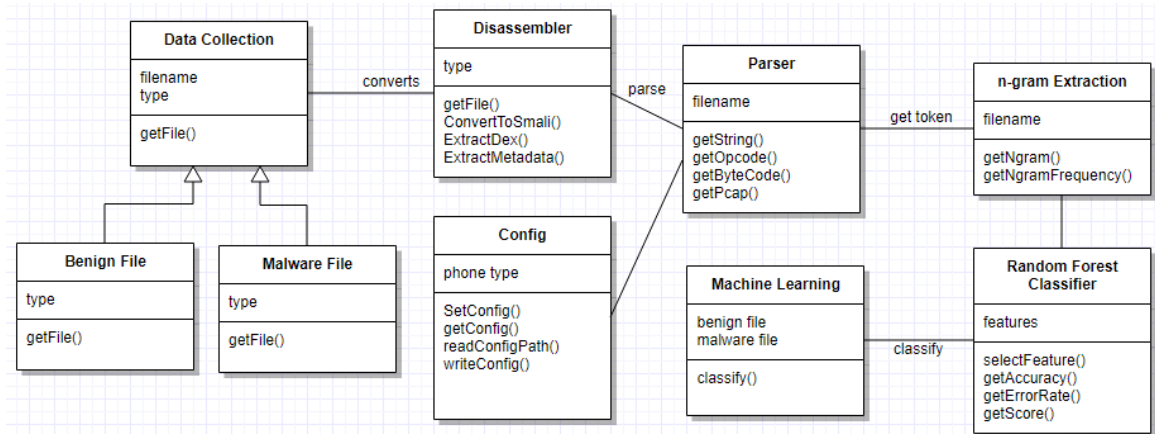 Data Collection
filename
type
getFile()
converts
Disassembler
type
getFile()
ConvertToSmali()
ExtractDex()
ExtractMetadata()
parse
Parser
filename
getString()
getOpcode()
getByteCode()
getPcap()
get token
n-gram Extraction
filename
getNgram()
getNgramFrequency()
Benign File
type
getFile()
Malware File
type
getFile()
Config
phone type
SetConfig()
getConfig()
readConfigPath()
writeConfig()
Machine Learning
benign file
malware file
classify()
classify
Random Forest
Classifier
features
selectFeature()
getAccuracy()
getErrorRate()
getScore()